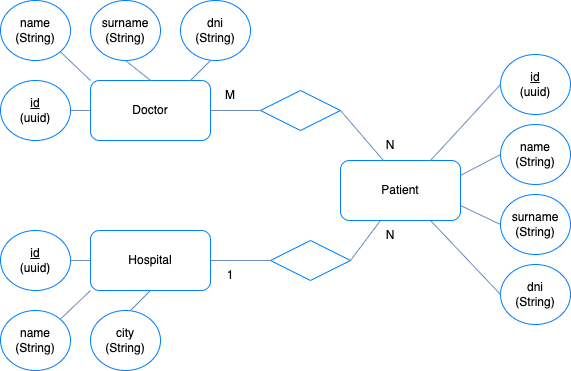 name
(String)
surname
(String)
dni
(String)
id
(uuid)
Doctor
M
N
id
(uuid)
name
(String)
Patient
surname
(String)
dni
(String)
N
id
(uuid)
Hospital
1
name
(String)
city
(String)